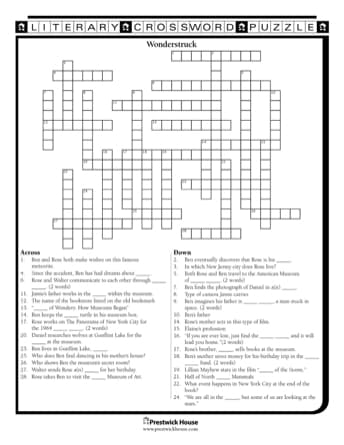 LITERARY CROSSWORD PUZZLE
Wonderstruck
Across
1. Ben and Rose both make wishes on this famous
meteorite.
4. Since the accident, Ben has had dreams about _____.
6. Rose and Walter communicate to each other through _____
_____. (2 words)
11. Jamie's father works in the _____ within the museum.
12. The name of the bookstore listed on the old bookmark
13. "_____ of Wonders: How Museums Began"
14. Ben keeps the _____ turtle in his museum box.
17. Rose works on The Panorama of New York City for
the 1964 _____ _____. (2 words)
20. Daniel researches wolves at Gunflint Lake for the
_____ at the museum.
23. Ben lives in Gunflint Lake, _____.
25. Who does Ben find dancing in his mother's house?
26. Who shows Ben the museum's secret room?
27. Walter sends Rose a(n) _____ for her birthday
28. Rose takes Ben to visit the _____ Museum of Art.
Down
2. Ben eventually discovers that Rose is his _____.
3. In which New Jersey city does Rose live?
5. Both Rose and Ben travel to the American Museum
of _____ _____. (2 words)
7. Ben finds the photograph of Daniel in a(n) _____.
8. Type of camera Jamie carries
9. Ben imagines his father is _____ _____, a man stuck in
space. (2 words)
10. Ben's father
14. Rose's mother acts in this type of film.
15. Elaine's profession
16. "If you are ever lost, just find the _____ _____ and it will
lead you home." (2 words)
17. Rose's brother, _____, sells books at the museum.
18. Ben's mother saves money for his birthday trip in the _____
_____ fund. (2 words)
19. Lillian Mayhew stars in the film "_____ of the Storm."
21. Hall of North _____ Mammals
22. What event happens in New York City at the end of the
book?
24. "We are all in the _____, but some of us are looking at the
stars."
Prestwick House
www.prestwickhouse.com